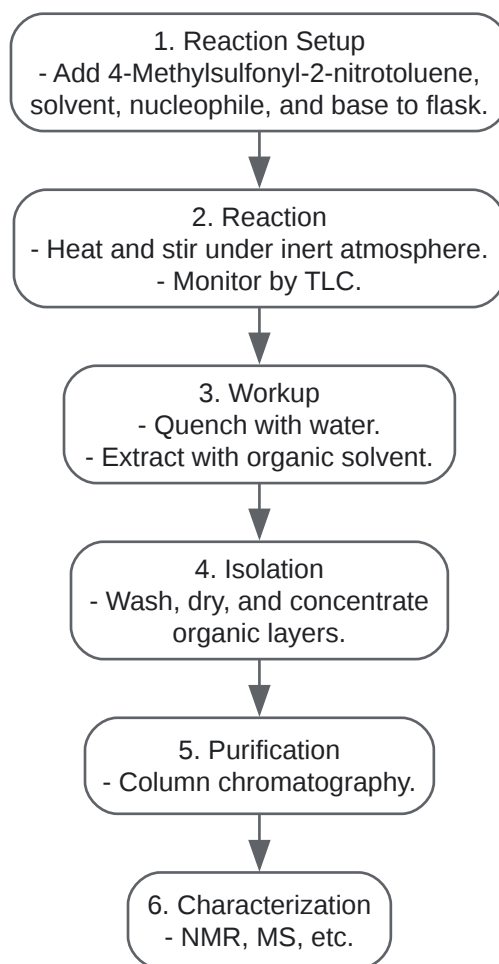 1. Reaction Setup
- Add 4-Methylsulfonyl-2-nitrotoluene,
solvent, nucleophile, and base to flask.
2. Reaction
- Heat and stir under inert atmosphere.
- Monitor by TLC.
3. Workup
- Quench with water.
- Extract with organic solvent.
4. Isolation
- Wash, dry, and concentrate
organic layers.
5. Purification
- Column chromatography.
6. Characterization
- NMR, MS, etc.